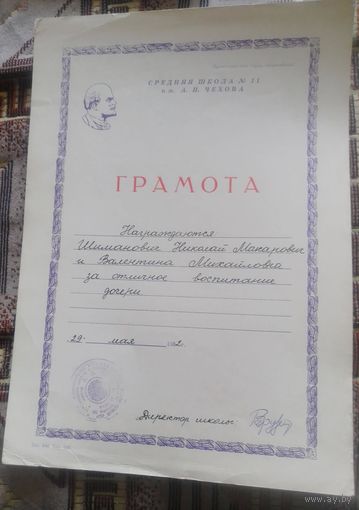 СРЕДНЯЯ ШКОЛА № 11
им. А. П. ЧЕХОВА
ГРАМОТА
Награждаются
Шиманович Николай Макарович
и Валентина Михайловна
за отличное воспитание
дочери
29. мая
Директор школы:
www.ay.by